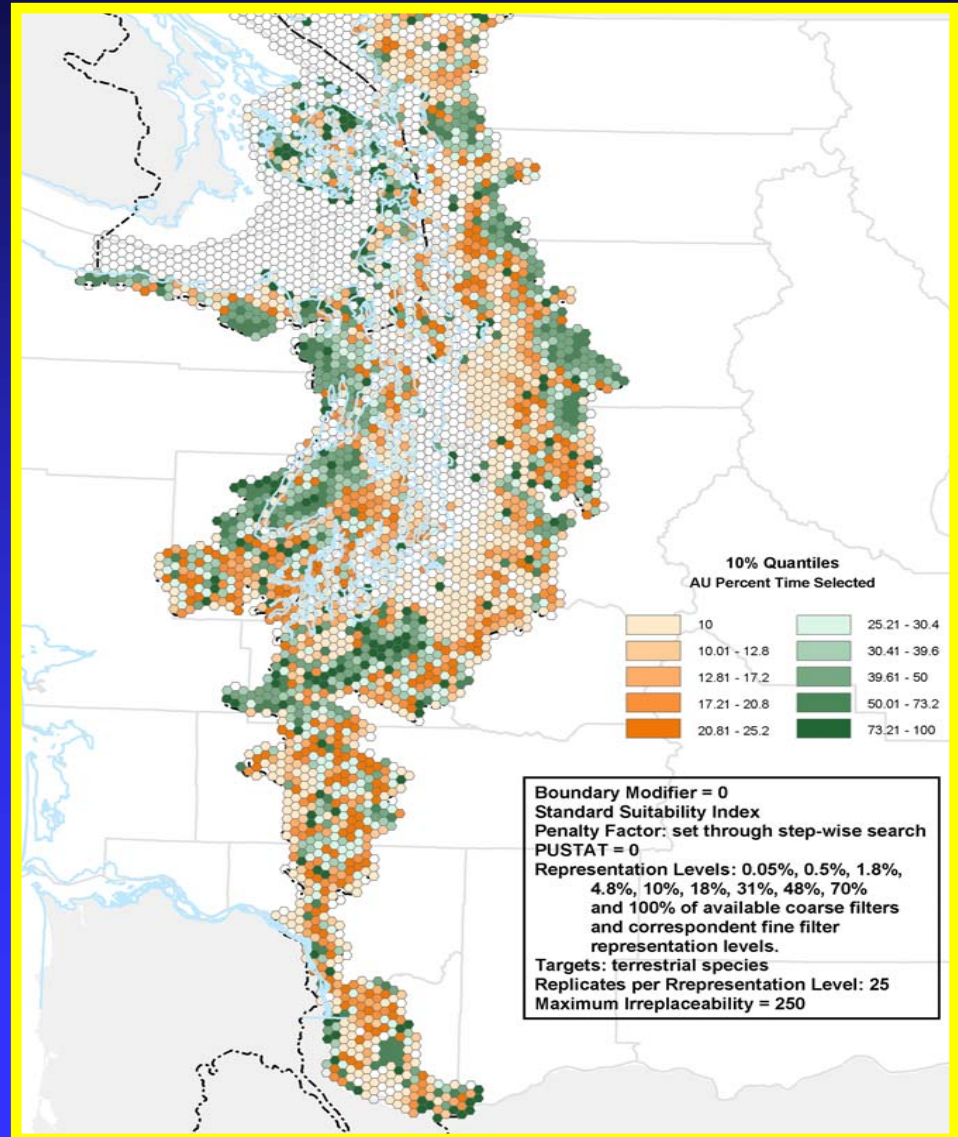 10% Quantiles
AU Percent Time Selected
10
10.01 - 12.8
12.81 - 17.2
17.21 - 20.8
20.81 - 25.2
25.21 - 30.4
30.41 - 39.6
39.61 - 50
50.01 - 73.2
73.21 - 100
Boundary Modifier = 0
Standard Suitability Index
Penalty Factor: set through step-wise search
PUSTAT = 0
Representation Levels: 0.05%, 0.5%, 1.8%,
4.8%, 10%, 18%, 31%, 48%, 70%
and 100% of available coarse filters
and correspondent fine filter
representation levels.
Targets: terrestrial species
Replicates per Rrepresentation Level: 25
Maximum Irreplaceability = 250